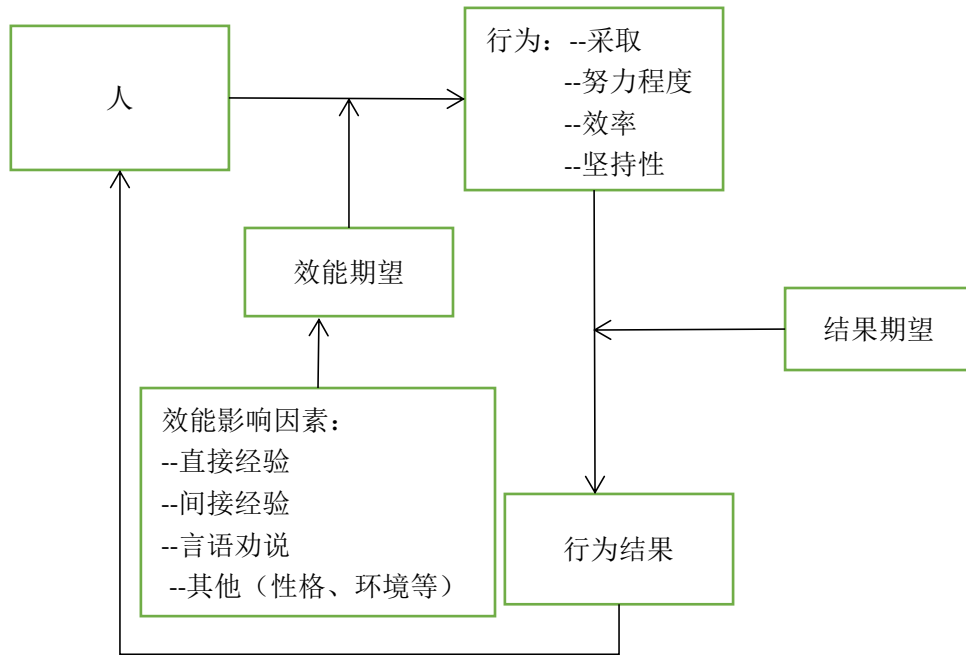 人
行为：--采取
--努力程度
--效率
--坚持性
效能期望
结果期望
效能影响因素：
--直接经验
--间接经验
--言语劝说
--其他（性格、环境等）
行为结果